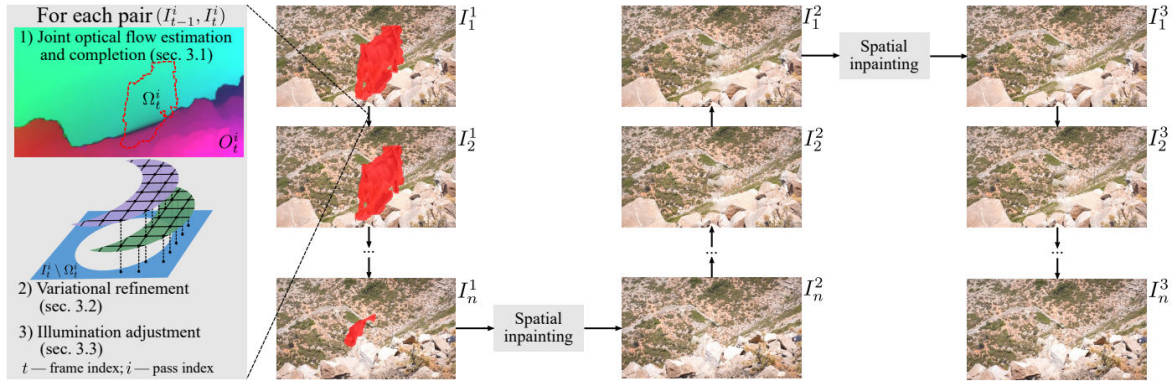 For each pair (I^i_{t-1}, I^i_t)
1) Joint optical flow estimation
and completion (sec. 3.1)
Ω^i_t
O^i_t
I^i_t \ Ω^i_t
2) Variational refinement
(sec. 3.2)
3) Illumination adjustment
(sec. 3.3)
t — frame index; i — pass index
I^1_1
I^1_2
...
I^1_n
Spatial
inpainting
I^2_1
I^2_2
...
I^2_n
Spatial
inpainting
I^3_1
I^3_2
...
I^3_n